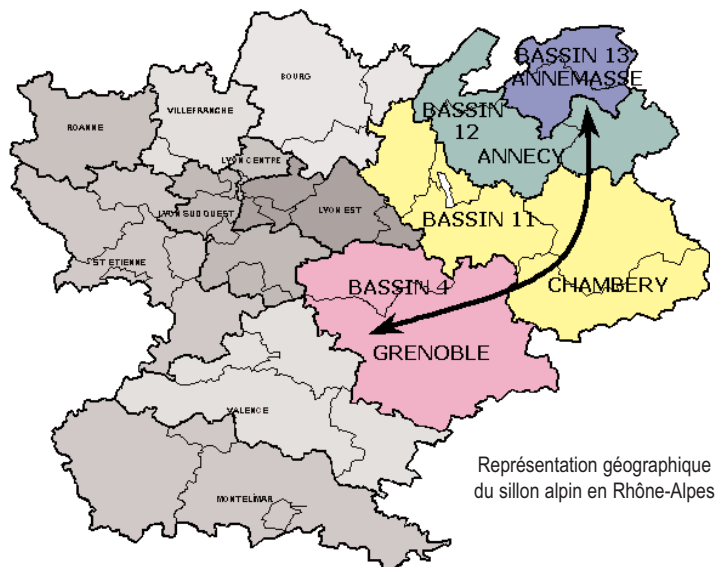 BOURG
BASSIN 13
ANNEMASSE
VILLEFRANCHE
ROANNE
BASSIN
12
ANNECY
LYON CENTRE
LYON SUD OUEST
LYON EST
BASSIN 11
ST ETIENNE
BASSIN 4
CHAMBERY
GRENOBLE
VALENCE
MONTELIMAR
Représentation géographique
du sillon alpin en Rhône-Alpes